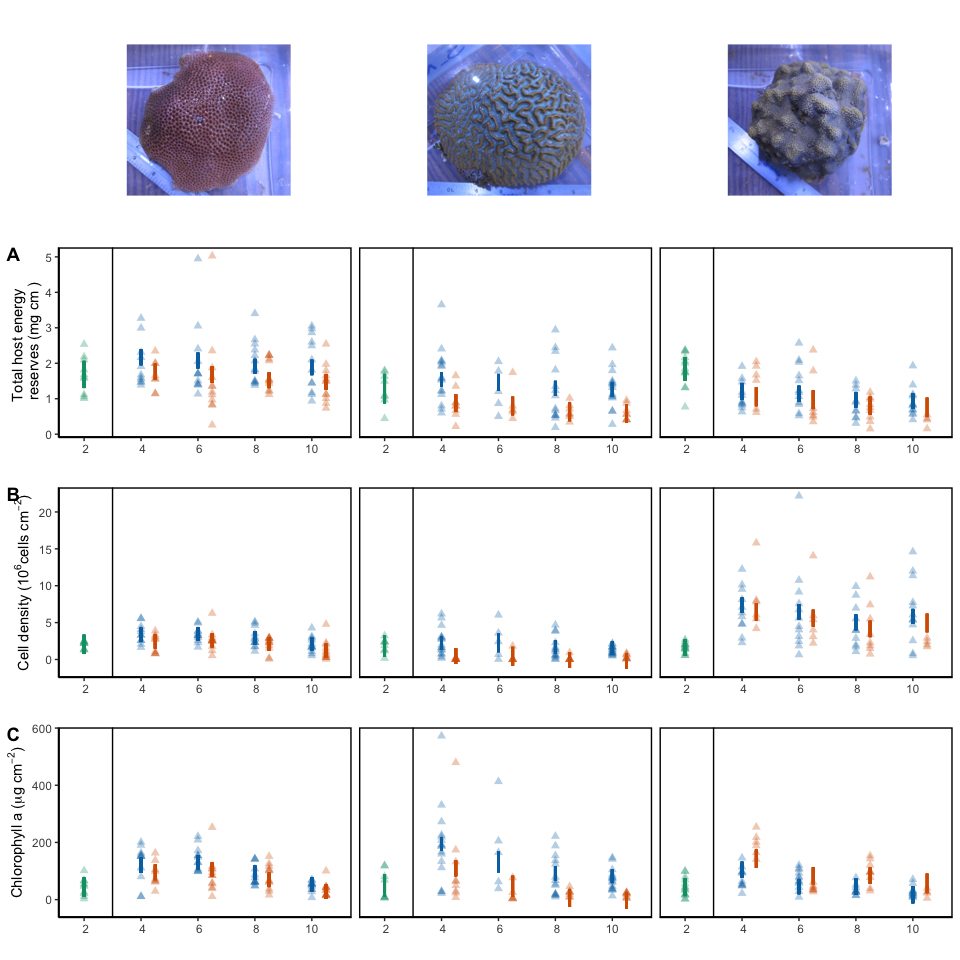 A
Total host energy
reserves (mg cm )
5
4
3
2
1
0
2 4 6 8 10 2 4 6 8 10 2 4 6 8 10
B
Cell density (10⁶cells cm⁻²)
20
15
10
5
0
2 4 6 8 10 2 4 6 8 10 2 4 6 8 10
C
Chlorophyll a (μg cm⁻²)
600
400
200
0
2 4 6 8 10 2 4 6 8 10 2 4 6 8 10